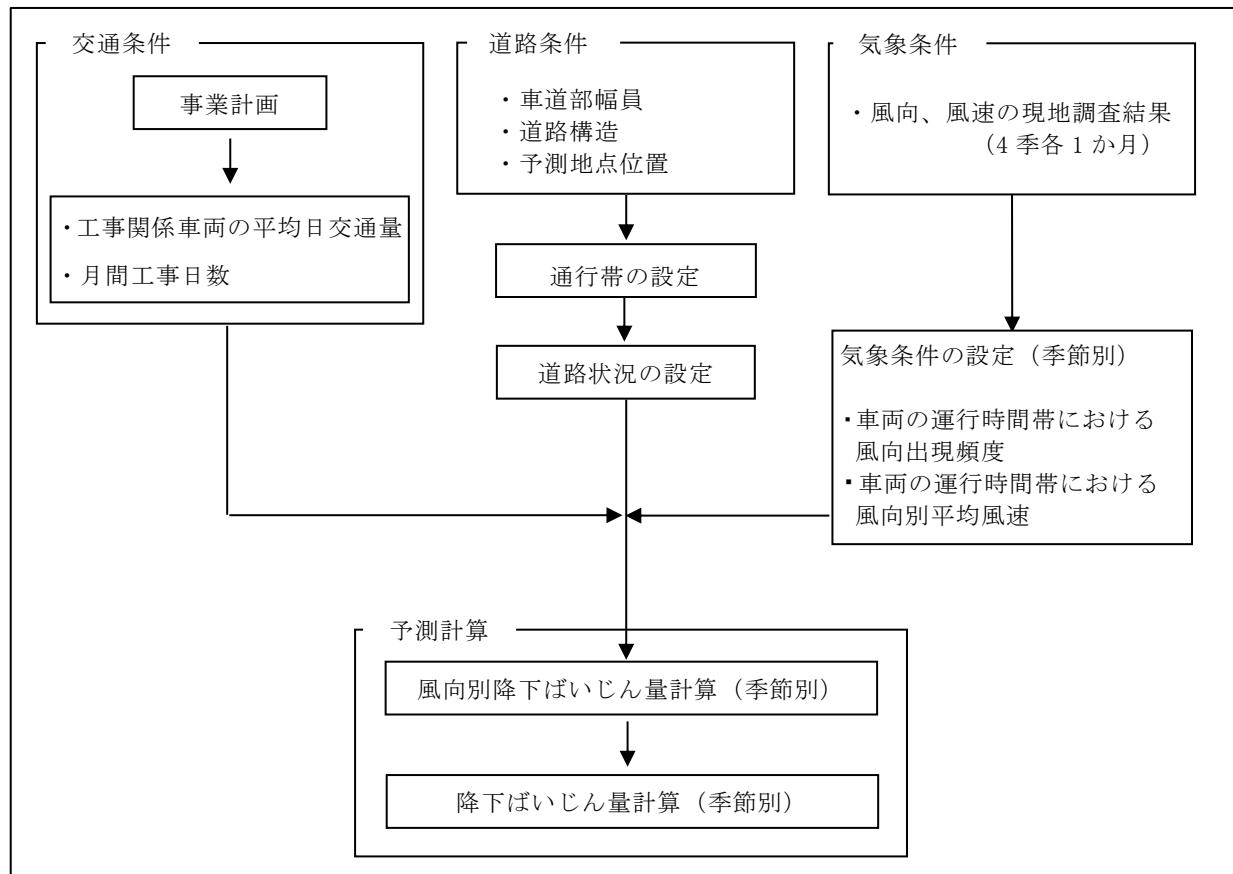 交通条件
事業計画
・工事関係車両の平均日交通量
・月間工事日数
道路条件
・車道部幅員
・道路構造
・予測地点位置
通行帯の設定
道路状況の設定
気象条件
・風向、風速の現地調査結果
（4 季各 1 か月）
気象条件の設定（季節別）
・車両の運行時間帯における
風向出現頻度
・車両の運行時間帯における
風向別平均風速
予測計算
風向別降下ばいじん量計算（季節別）
降下ばいじん量計算（季節別）